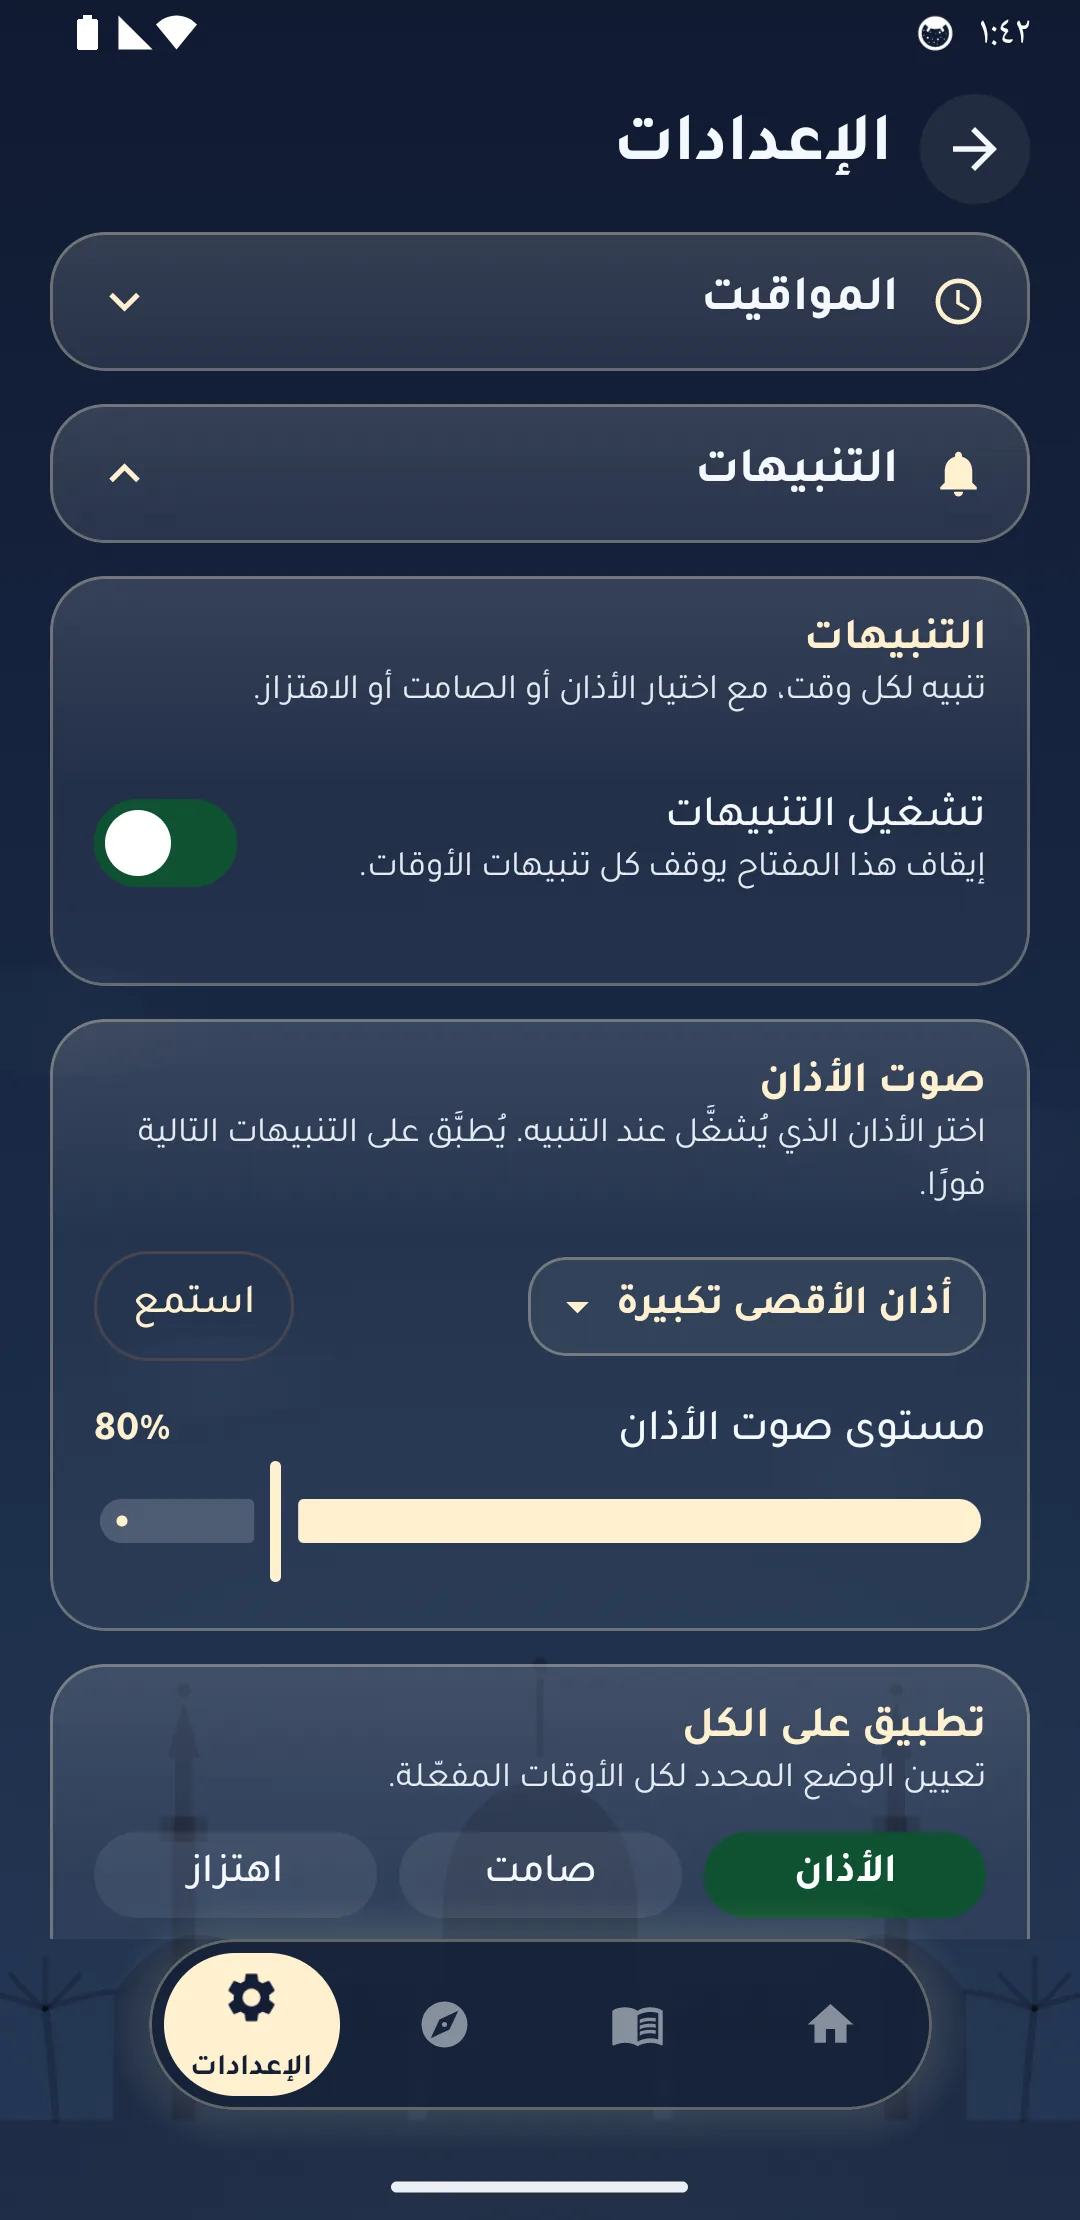 ١:٤٢
الإعدادات
المواقيت
التنبيهات
التنبيهات
تنبيه لكل وقت، مع اختيار الأذان أو الصامت أو الاهتزاز.
تشغيل التنبيهات
إيقاف هذا المفتاح يوقف كل تنبيهات الأوقات.
صوت الأذان
اختر الأذان الذي يُشغَّل عند التنبيه. يُطبَّق على التنبيهات التالية
فورًا.
أذان الأقصى تكبيرة
استمع
مستوى صوت الأذان
80%
تطبيق على الكل
تعيين الوضع المحدد لكل الأوقات المفعّلة.
الأذان
صامت
اهتزاز
الإعدادات